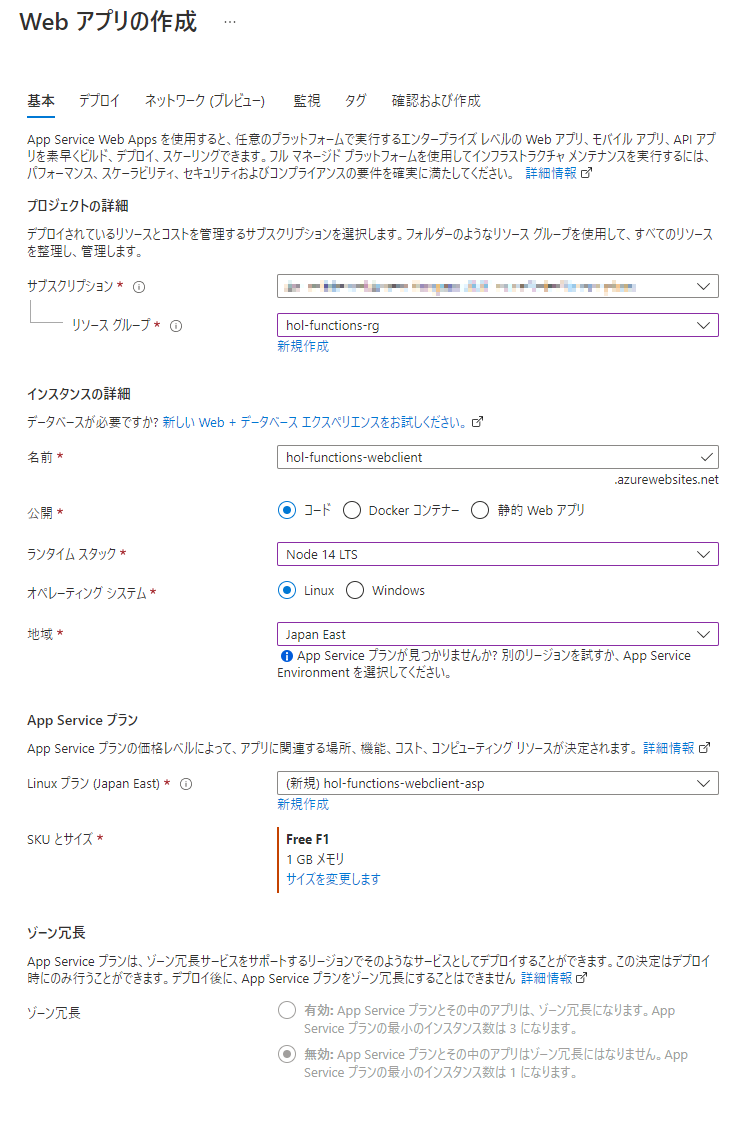 Web アプリの作成 …
基本 デプロイ ネットワーク (プレビュー) 監視 タグ 確認および作成
App Service Web Apps を使用すると、任意のプラットフォームで実行するエンタープライズ レベルの Web アプリ、モバイル アプリ、API アプ
リを素早くビルド、デプロイ、スケーリングできます。フル マネージド プラットフォームを使用してインフラストラクチャ メンテナンスを実行するには、
パフォーマンス、スケーラビリティ、セキュリティおよびコンプライアンスの要件を確実に満たしてください。 詳細情報
プロジェクトの詳細
デプロイされているリソースとコストを管理するサブスクリプションを選択します。フォルダーのようなリソース グループを使用して、すべてのリソース
を整理し、管理します。
サブスクリプション *
リソース グループ * hol-functions-rg
新規作成
インスタンスの詳細
データベースが必要ですか? 新しい Web + データベース エクスペリエンスをお試しください。
名前 * hol-functions-webclient
.azurewebsites.net
公開 * コード Docker コンテナー 静的 Web アプリ
ランタイム スタック * Node 14 LTS
オペレーティング システム * Linux Windows
地域 * Japan East
App Service プランが見つかりませんか? 別のリージョンを試すか、App Service
Environment を選択してください。
App Service プラン
App Service プランの価格レベルによって、アプリに関連する場所、機能、コスト、コンピューティング リソースが決定されます。 詳細情報
Linux プラン (Japan East) * (新規) hol-functions-webclient-asp
新規作成
SKU とサイズ * Free F1
1 GB メモリ
サイズを変更します
ゾーン冗長
App Service プランは、ゾーン冗長サービスをサポートするリージョンでそのようなサービスとしてデプロイすることができます。この決定はデプロイ
時にのみ行うことができます。デプロイ後に、App Service プランをゾーン冗長にすることはできません 詳細情報
ゾーン冗長 有効: App Service プランとその中のアプリは、ゾーン冗長になります。App
Service プランの最小のインスタンス数は 3 になります。
無効: App Service プランとその中のアプリはゾーン冗長にはなりません。App
Service プランの最小のインスタンス数は 1 になります。